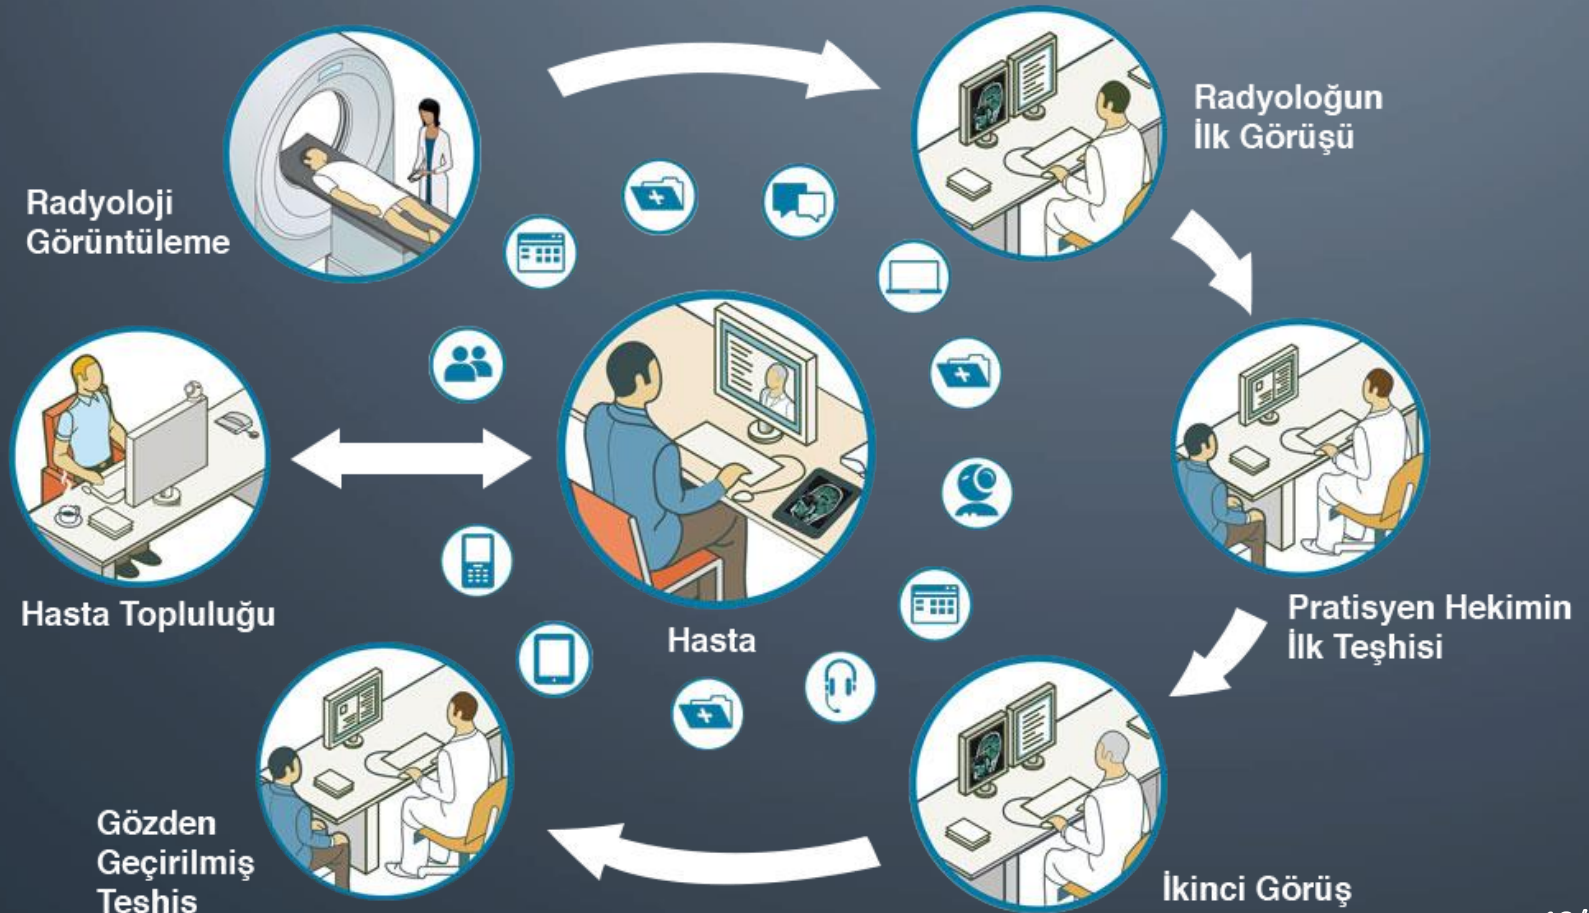 Radyoloji
Görüntüleme
Radyoloğun
İlk Görüşü
Pratisyen Hekimin
İlk Teşhisi
İkinci Görüş
Gözden
Geçirilmiş
Teşhis
Hasta Topluluğu
Hasta